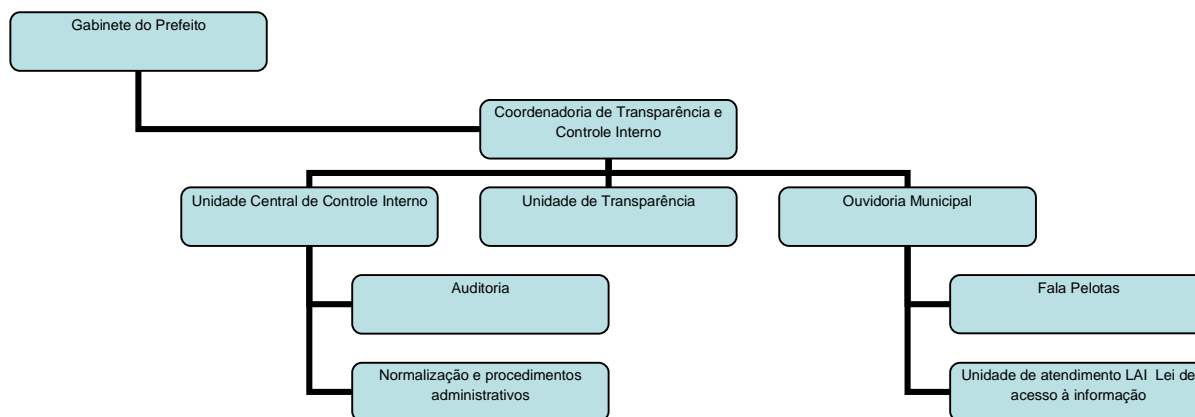 Gabinete do Prefeito
Coordenadoria de Transparência e
Controle Interno
Unidade Central de Controle Interno
Unidade de Transparência
Ouvidoria Municipal
Auditoria
Fala Pelotas
Normalização e procedimentos
administrativos
Unidade de atendimento LAI  Lei de
acesso à informação